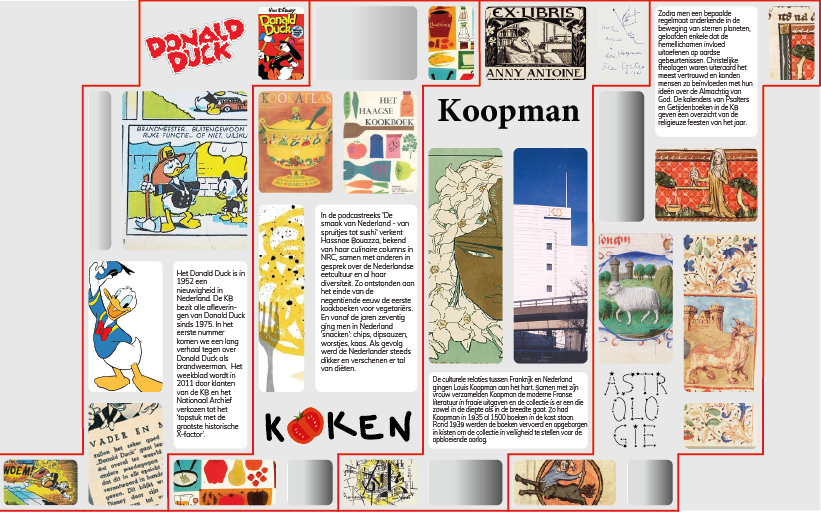 DONALD
DUCK
Donald
Duck
BRANDMEESTER.. BUITENGEWOON
RIJKE FUNCTIE... OF NIET, UILSKUI
Het Donald Duck is in
1952 een
nieuwigheid in
Nederland. De KB
bezit alle afleverin-
gen van Donald Duck
sinds 1975. In het
eerste nummer
komen we een lang
verhaal tegen over
Donald Duck als
brandweerman. Het
weekblad wordt in
2011 door klanten
van de KB en het
Nationaal Archief
verkozen tot het
'topstuk met de
grootste historische
X-factor'.
VADER EN M
WOEM!
KOOKATLAS
HET
HAAGSE
KOOKBOEK
In de podcastreeks 'De
smaak van Nederland - van
spruitjes tot sushi' verkent
Hassnae Bouazza, bekend
van haar culinaire columns in
NRC, samen met anderen in
gesprek over de Nederlandse
eetcultuur en al haar
diversiteit. Zo ontstonden aan
het einde van de
negentiende eeuw de eerste
kookboeken voor vegetariërs.
En vanaf de jaren zeventig
ging men in Nederland
'snacken': chips, dipsauzen,
worstjes, kaas. Als gevolg
werd de Nederlander steeds
dikker en verschenen er tal
van diëten.
KOKEN
EX·LIBRIS
ANNY ANTOINE
Koopman
De culturele relaties tussen Frankrijk en Nederland
gingen Louis Koopman aan het hart. Samen met zijn
vrouw verzamelden Koopman de moderne Franse
literatuur in fraaie uitgaven en de collectie is er een die
zowel in de diepte als in de breedte gaat. Zo had
Koopman in 1935 al 1500 boeken in de kast staan.
Rond 1939 werden de boeken vervoerd en opgeborgen
in kisten om de collectie in veiligheid te stellen voor de
opbloeiende oorlog.
Zodra men een bepaalde
regelmaat onderkende in de
beweging van sterren planeten,
geloofden enkele dat de
hemellichamen invloed
uitoefenen op aardse
gebeurtenissen. Christelijke
theologen waren uiteraard het
meest vertrouwd en konden
mensen zo beïnvloeden met hun
ideën over de Almachtig van
God. De kalenders van Psalters
en Getijdenboeken in de KB
geven een overzicht van de
religieuze feesten van het jaar.
ASTR
OLO
GIE